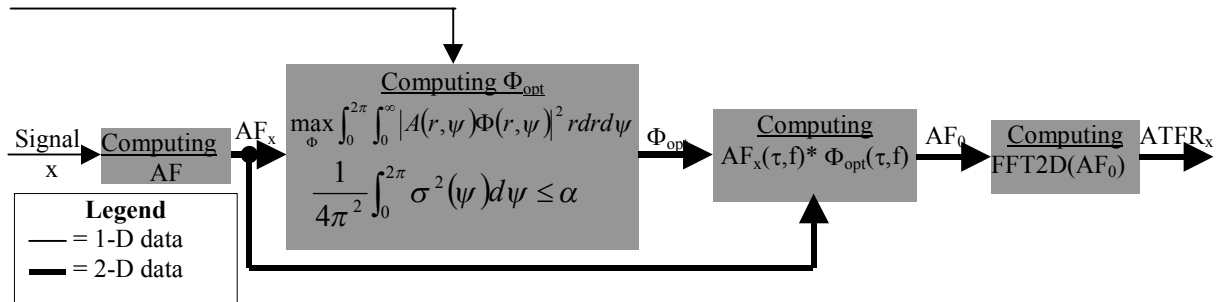 Computing Φopt
max Φ ∫₀^2π ∫₀^∞ |A(r,ψ)Φ(r,ψ)|² rdrdψ
1/4π² ∫₀^2π σ²(ψ)dψ ≤ α
Signal
x
Computing
AF
AFx
Φopt
Computing
AFx(τ,f)* Φopt(τ,f)
AF0
Computing
FFT2D(AF0)
ATFRx
Legend
= 1-D data
= 2-D data